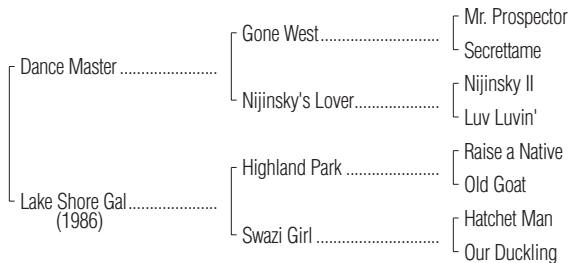 Mr. Prospector
Gone West
Secrettame
Dance Master
Nijinsky II
Nijinsky's Lover
Luv Luvin'
Raise a Native
Highland Park
Old Goat
Lake Shore Gal
(1986)
Hatchet Man
Swazi Girl
Our Duckling